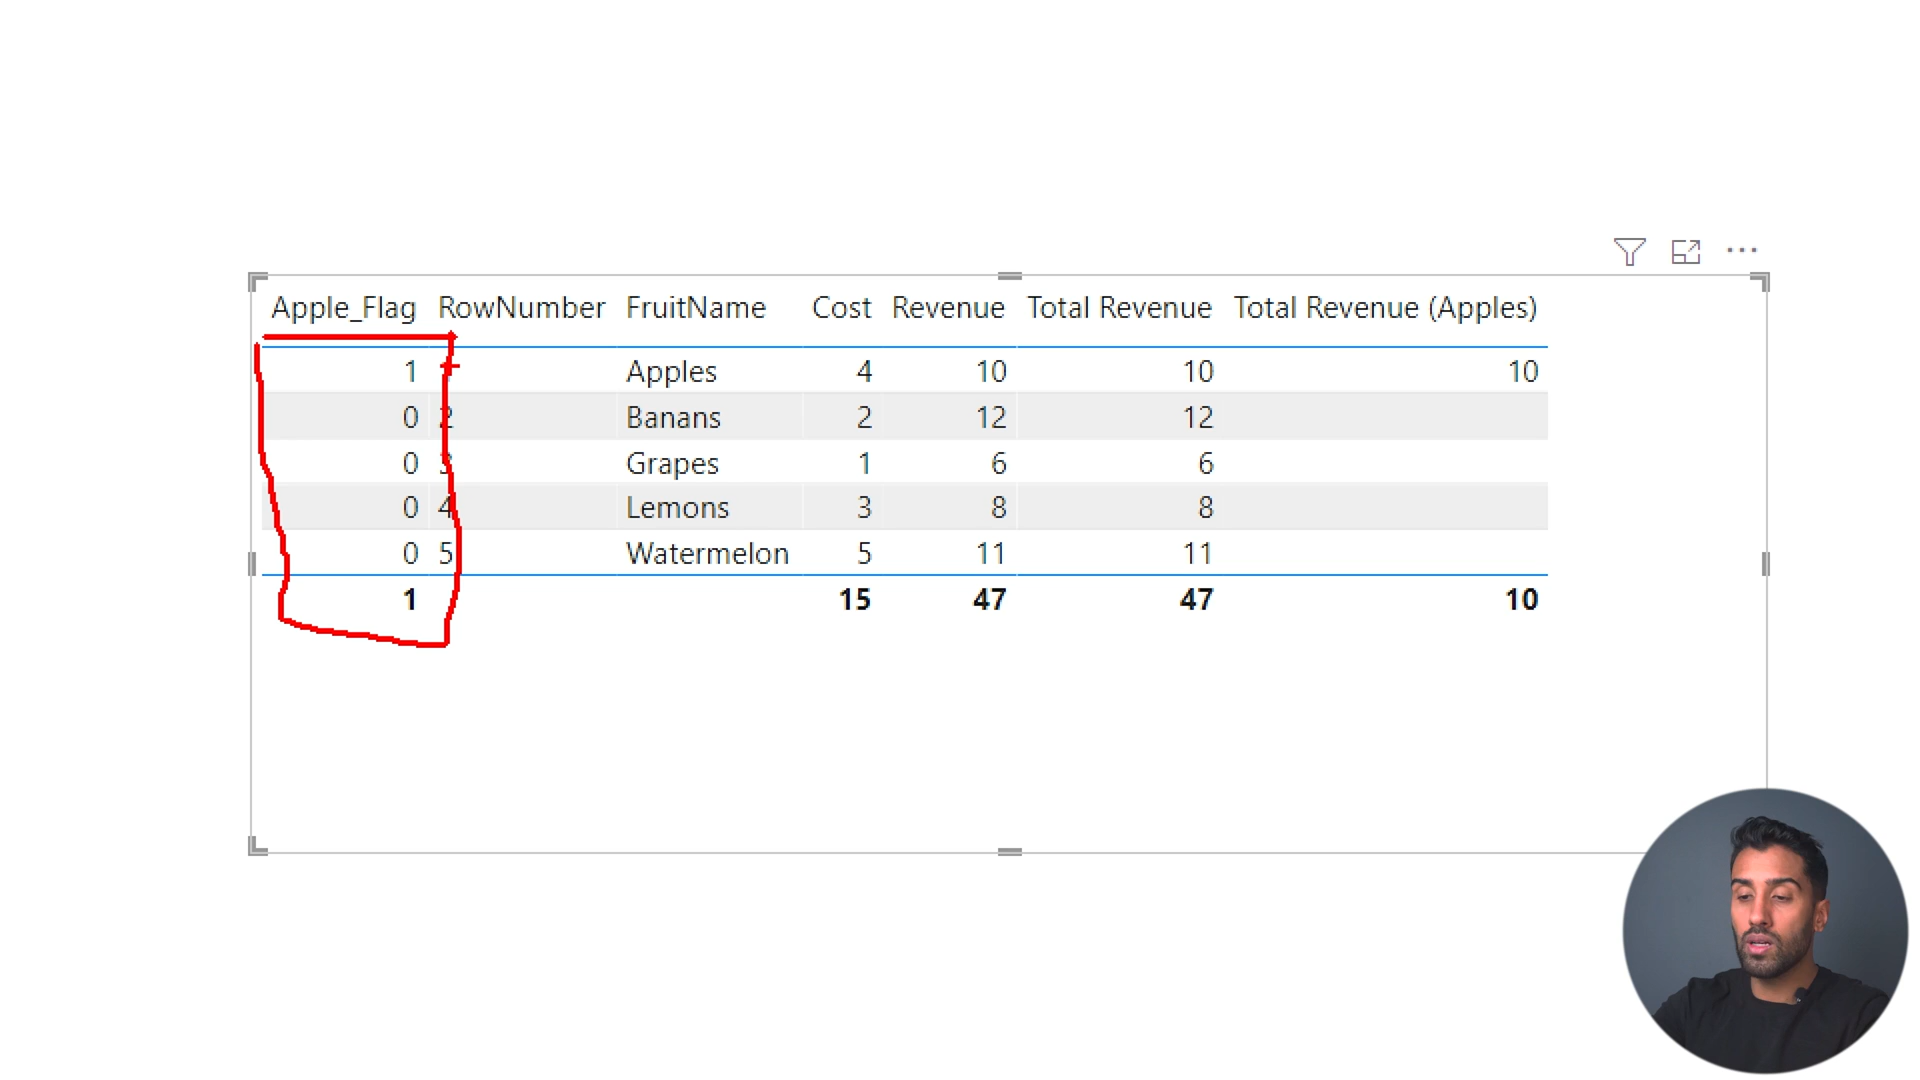 Apple_Flag RowNumber FruitName Cost Revenue Total Revenue Total Revenue (Apples)
1 Apples 4 10 10 10
0 2 Banans 2 12 12
0 3 Grapes 1 6 6
0 4 Lemons 3 8 8
0 5 Watermelon 5 11 11
1 15 47 47 10